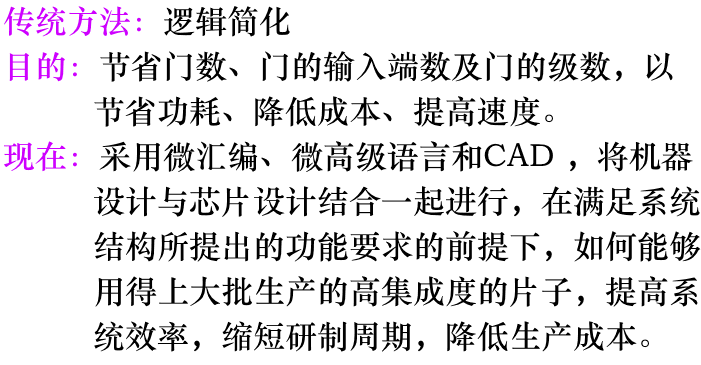 传统方法：逻辑简化
目的：节省门数、门的输入端数及门的级数，以
节省功耗、降低成本、提高速度。
现在：采用微汇编、微高级语言和CAD ，将机器
设计与芯片设计结合一起进行，在满足系统
结构所提出的功能要求的前提下，如何能够
用得上大批生产的高集成度的片子，提高系
统效率，缩短研制周期，降低生产成本。